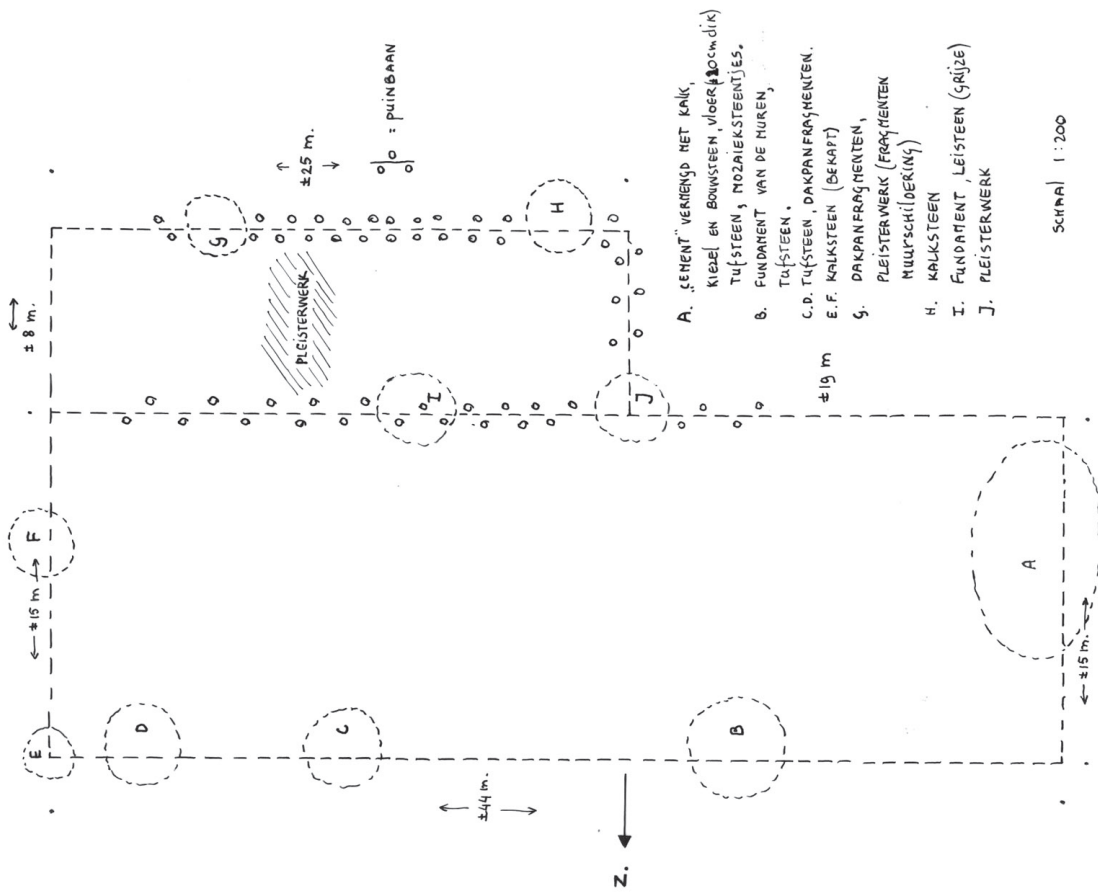 ± 8 m.
±25 m.
= PUINBAAN
G
H
PLEISTERWERK
I
J
±19 m
F
±15 m.
E
D
C
B
A
±15 m.
±44 m.
Z.
A. „CEMENT" VERMENGD MET KALK,
KIEZEL EN BOUWSTEEN, VLOER (±20cm dik)
TUFSTEEN, MOZAIEKSTEENTJES.
B. FUNDAMENT VAN DE MUREN,
TUFSTEEN.
C.D. TUFSTEEN, DAKPANFRAGMENTEN.
E.F. KALKSTEEN (BEKAPT)
G. DAKPANFRAGMENTEN,
PLEISTERWERK (FRAGMENTEN
MUURSCHILDERING)
H. KALKSTEEN
I. FUNDAMENT, LEISTEEN (GRIJZE)
J. PLEISTERWERK
SCHAAL 1:200